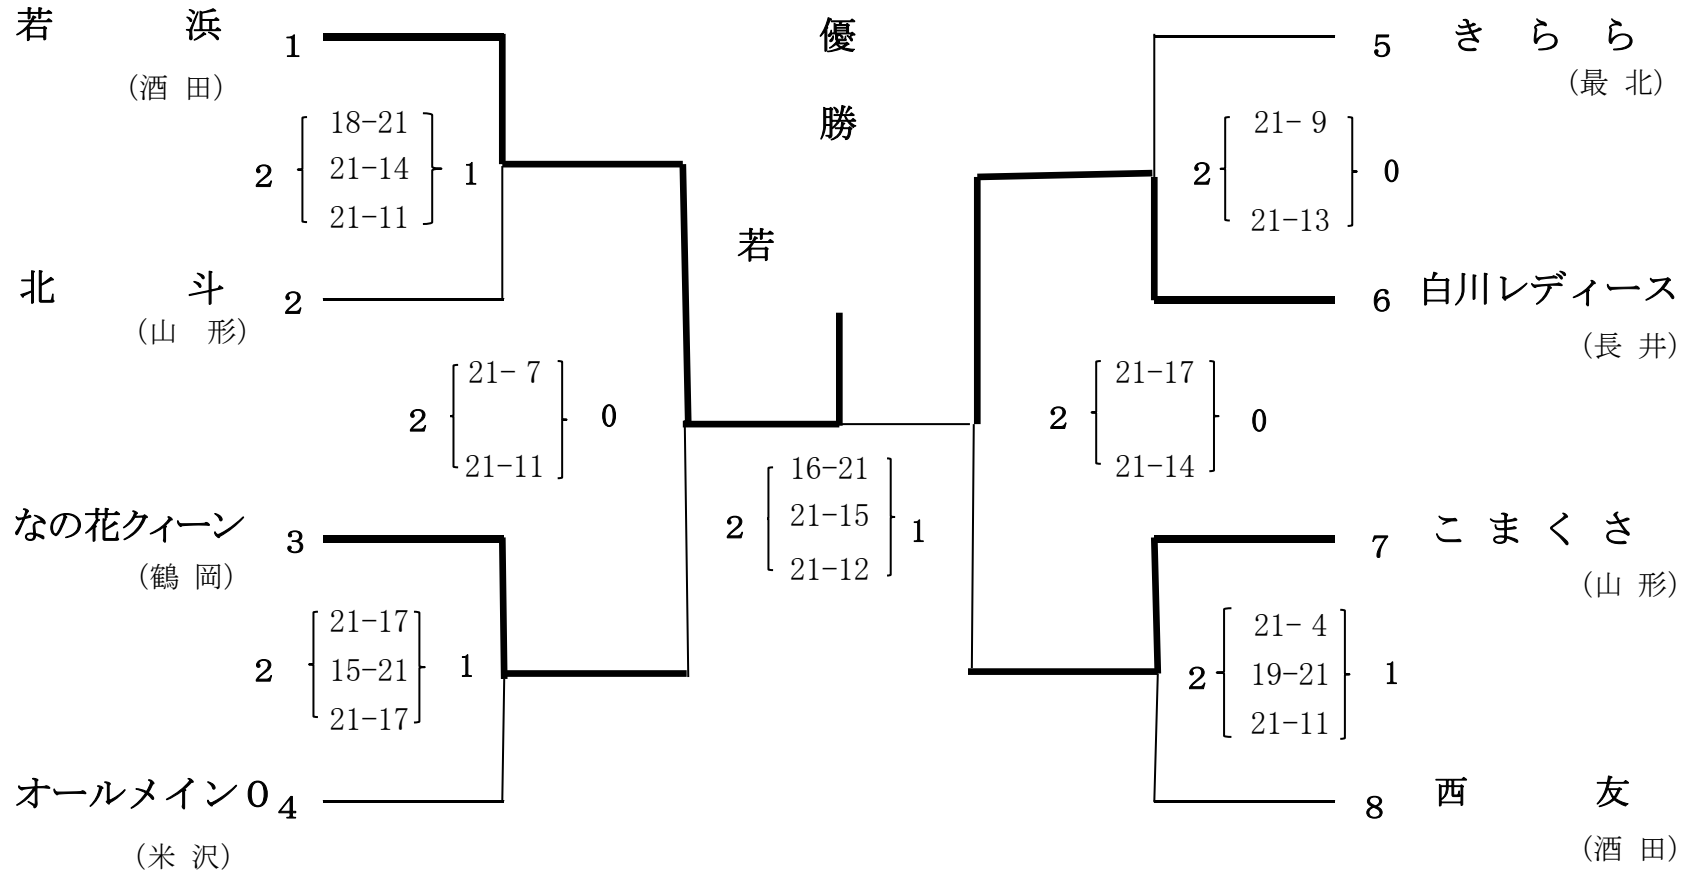 若 浜 1
(酒 田)
18-21
2 21-14 1
21-11
北 斗 2
(山 形)
21- 7
2 0
21-11
なの花クィーン 3
(鶴 岡)
21-17
2 15-21 1
21-17
オールメイン0 4
(米 沢)
優
勝
若
16-21
2 21-15 1
21-12
5 きらら
(最 北)
21- 9
2 0
21-13
6 白川レディース
(長 井)
21-17
2 0
21-14
7 こまくさ
(山 形)
21- 4
2 19-21 1
21-11
8 西 友
(酒 田)